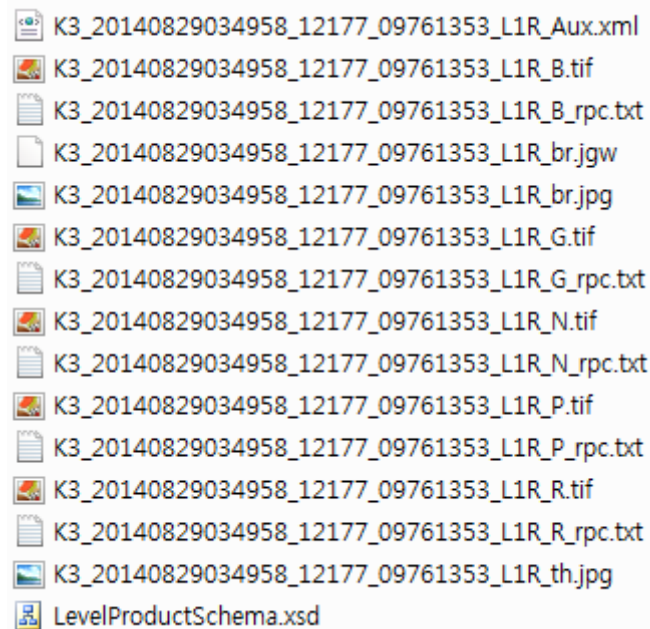 K3_20140829034958_12177_09761353_L1R_Aux.xml
K3_20140829034958_12177_09761353_L1R_B.tif
K3_20140829034958_12177_09761353_L1R_B_rpc.txt
K3_20140829034958_12177_09761353_L1R_br.jgw
K3_20140829034958_12177_09761353_L1R_br.jpg
K3_20140829034958_12177_09761353_L1R_G.tif
K3_20140829034958_12177_09761353_L1R_G_rpc.txt
K3_20140829034958_12177_09761353_L1R_N.tif
K3_20140829034958_12177_09761353_L1R_N_rpc.txt
K3_20140829034958_12177_09761353_L1R_P.tif
K3_20140829034958_12177_09761353_L1R_P_rpc.txt
K3_20140829034958_12177_09761353_L1R_R.tif
K3_20140829034958_12177_09761353_L1R_R_rpc.txt
K3_20140829034958_12177_09761353_L1R_th.jpg
LevelProductSchema.xsd